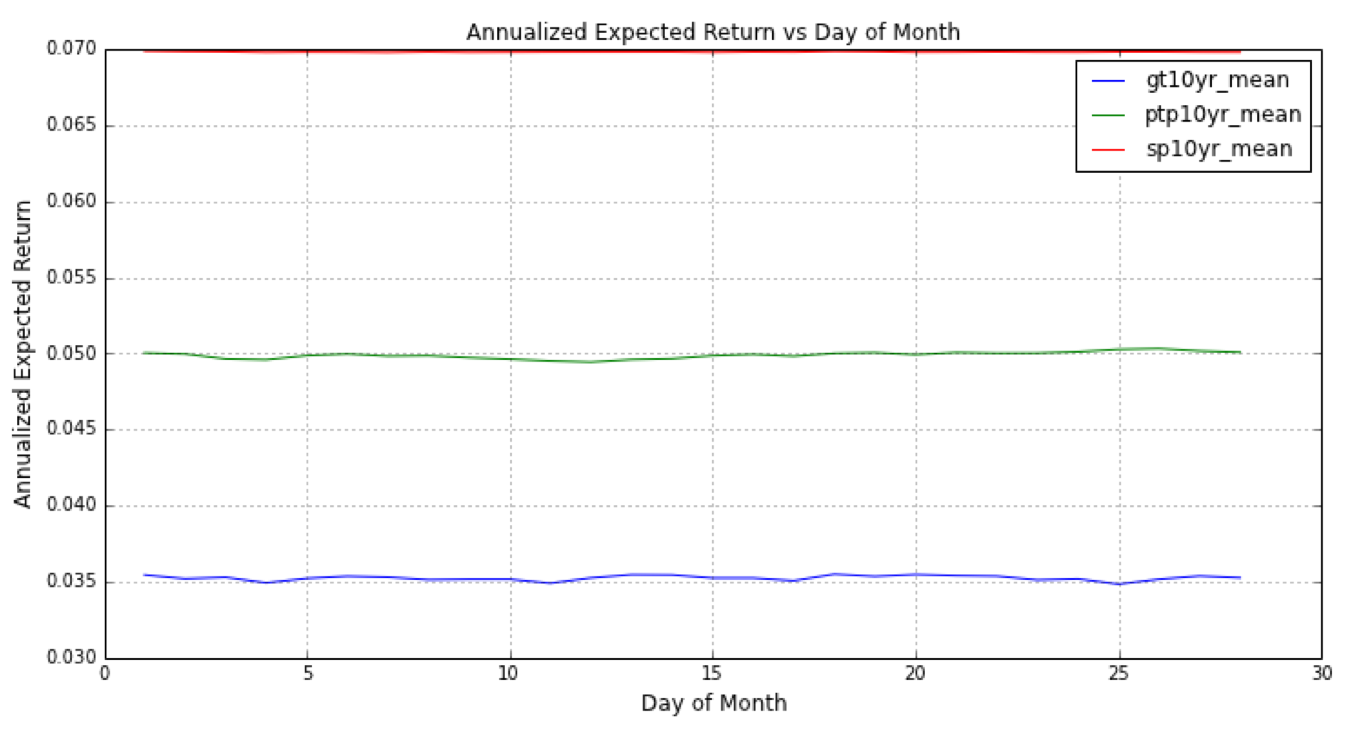 Annualized Expected Return vs Day of Month
0.070
0.065
0.060
0.055
0.050
0.045
0.040
0.035
0.030
Annualized Expected Return
gt10yr_mean
ptp10yr_mean
sp10yr_mean
0 5 10 15 20 25 30
Day of Month